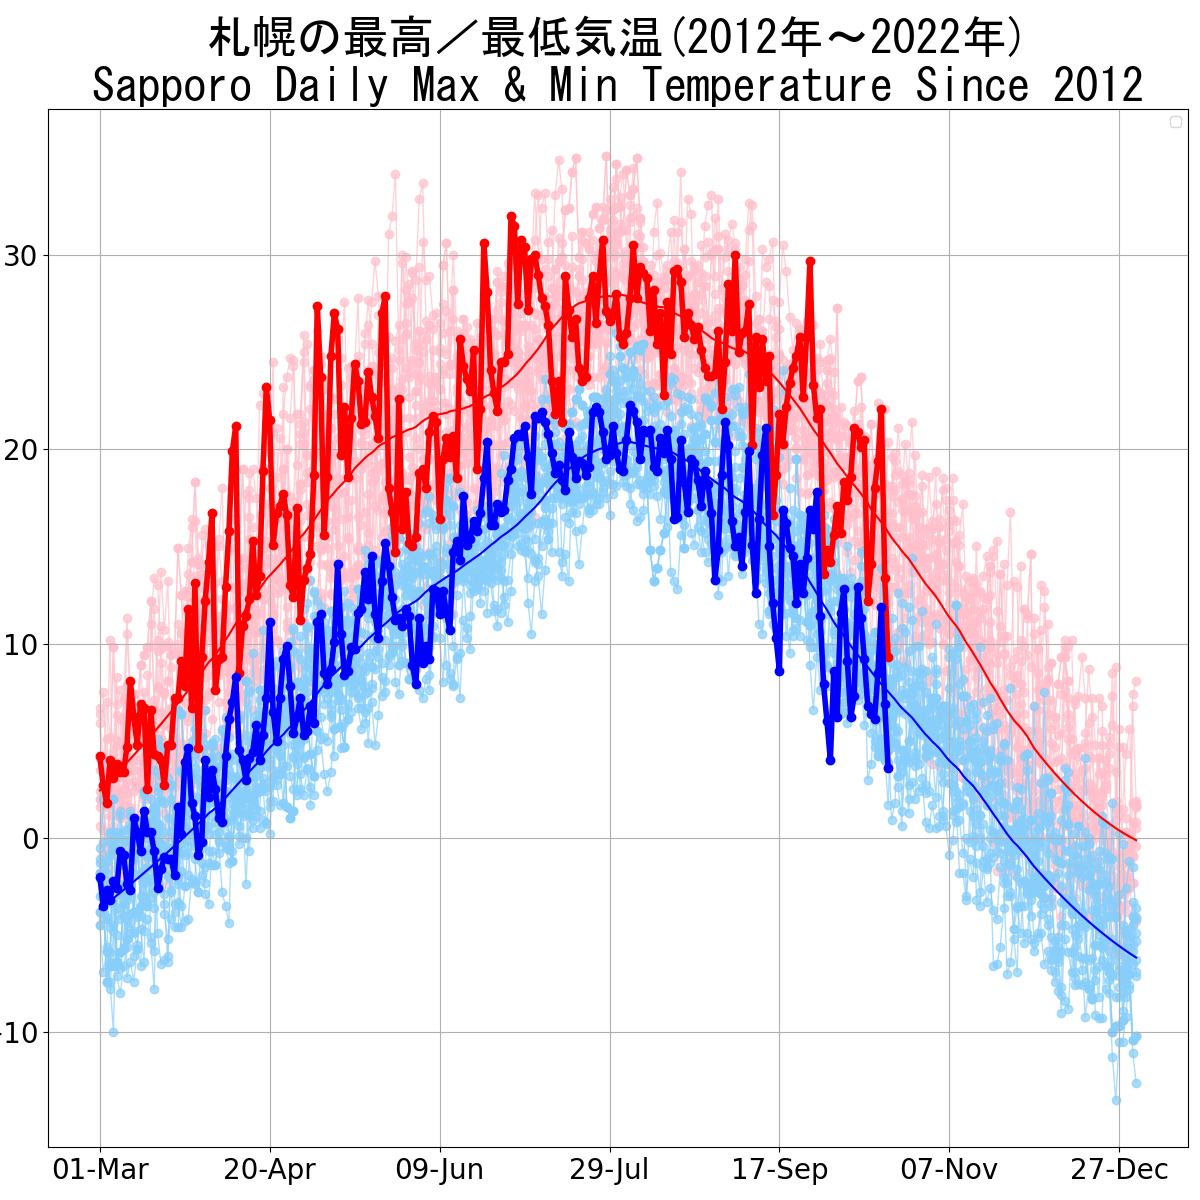 札幌の最高／最低気温(2012年～2022年)
Sapporo Daily Max & Min Temperature Since 2012
30
20
10
0
-10
01-Mar 20-Apr 09-Jun 29-Jul 17-Sep 07-Nov 27-Dec